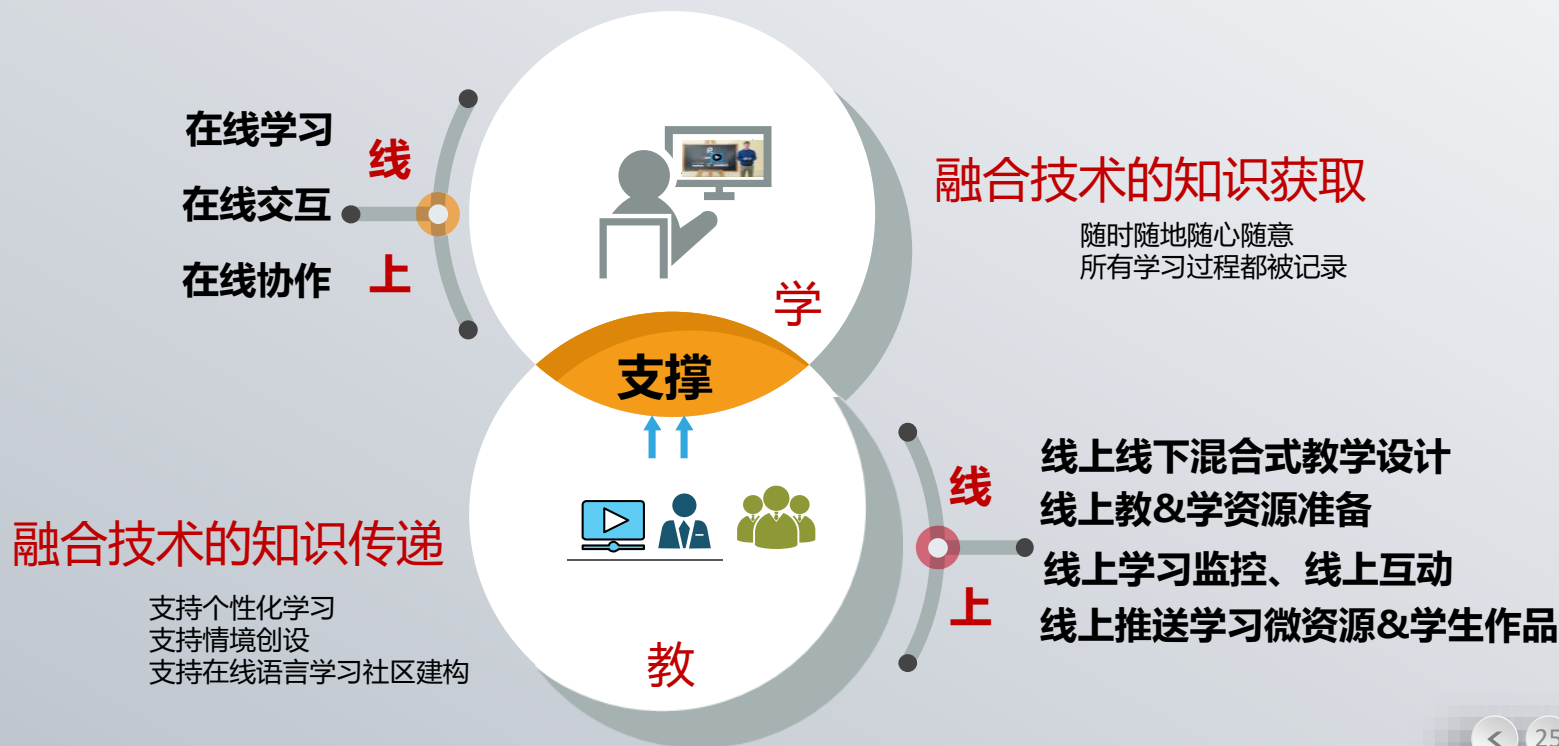 在线学习
在线交互
在线协作
线
上
学
融合技术的知识获取
随时随地随心随意
所有学习过程都被记录
支撑
融合技术的知识传递
支持个性化学习
支持情境创设
支持在线语言学习社区建构
教
线
上
线上线下混合式教学设计
线上教&学资源准备
线上学习监控、线上互动
线上推送学习微资源&学生作品
25